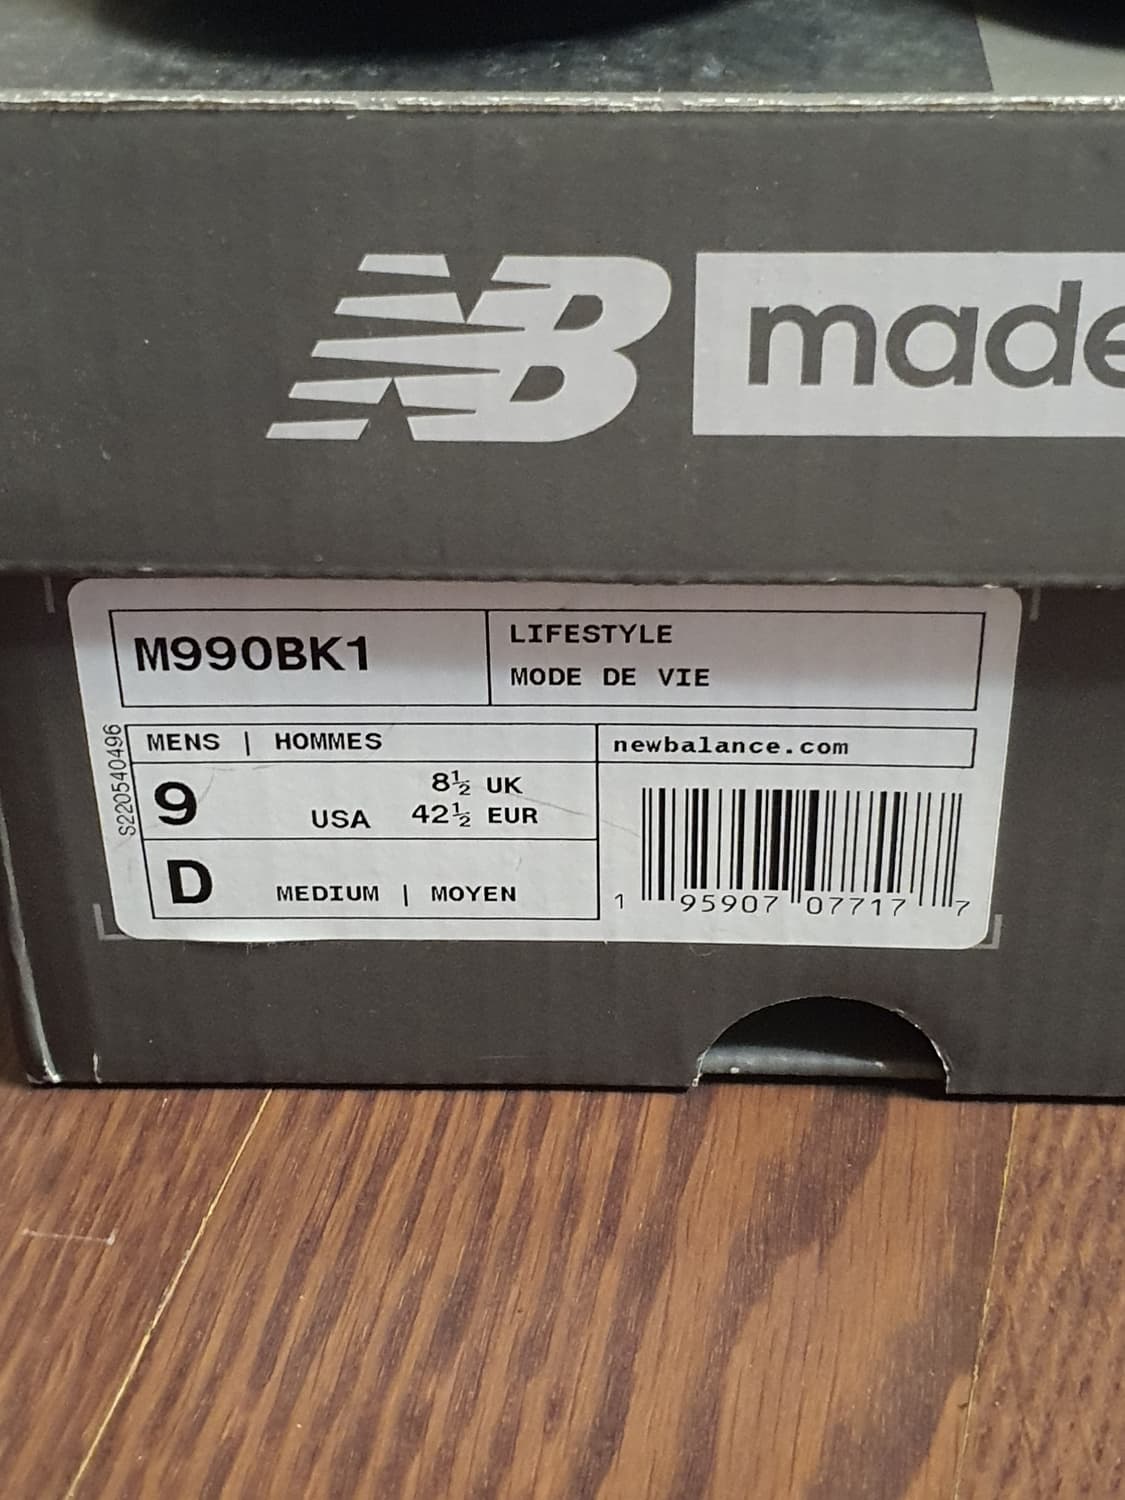 NB made
M990BK1
LIFESTYLE
MODE DE VIE
S220540496
MENS | HOMMES
newbalance.com
9 USA
8½ UK
42½ EUR
D MEDIUM | MOYEN
1 95907 07717 7